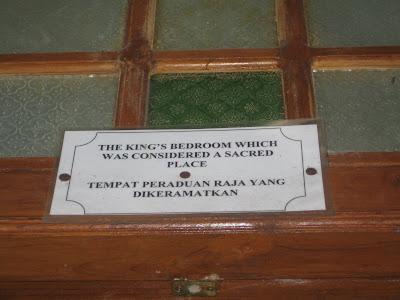 THE KING'S BEDROOM WHICH
WAS CONSIDERED A SACRED
PLACE
TEMPAT PERADUAN RAJA YANG
DIKERAMATKAN